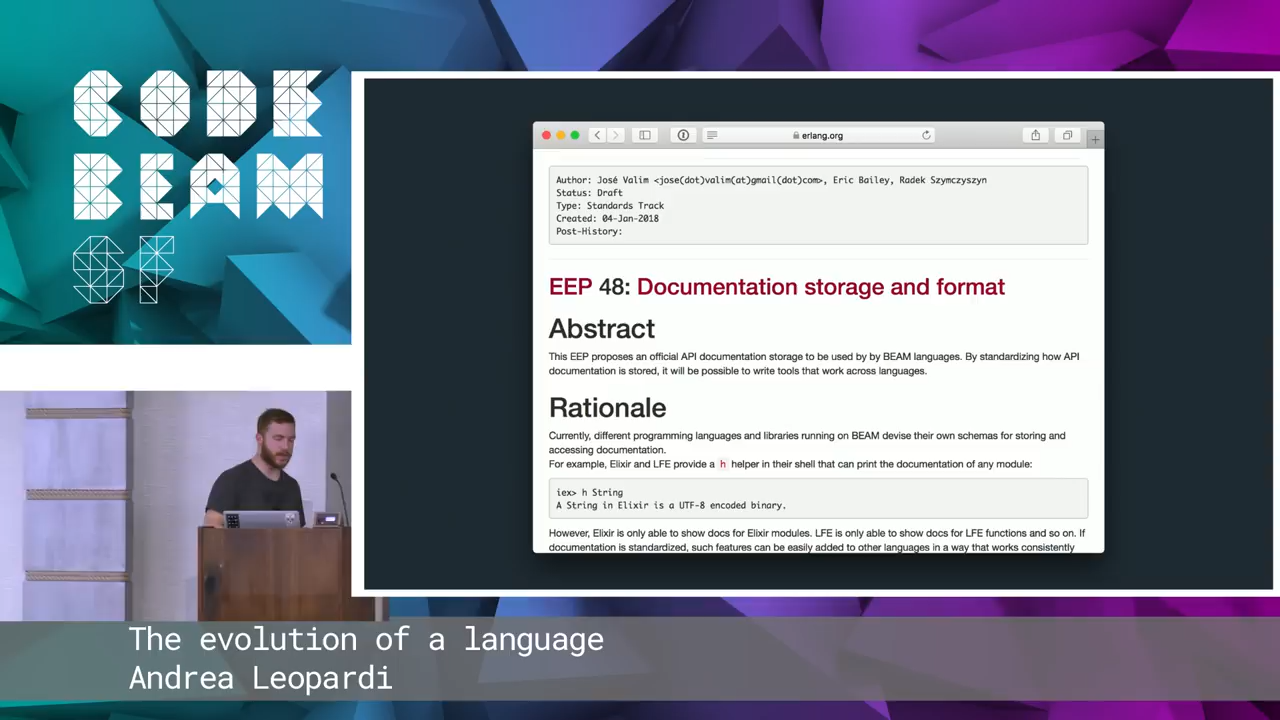 CODE
BEAM
SF
erlang.org
Author: José Valim <jose(dot)valim(at)gmail(dot)com>, Eric Bailey, Radek Szymczyszyn
Status: Draft
Type: Standards Track
Created: 04-Jan-2018
Post-History:
EEP 48: Documentation storage and format
Abstract
This EEP proposes an official API documentation storage to be used by by BEAM languages. By standardizing how API
documentation is stored, it will be possible to write tools that work across languages.
Rationale
Currently, different programming languages and libraries running on BEAM devise their own schemas for storing and
accessing documentation.
For example, Elixir and LFE provide a h helper in their shell that can print the documentation of any module:
iex> h String
A String in Elixir is a UTF-8 encoded binary.
However, Elixir is only able to show docs for Elixir modules. LFE is only able to show docs for LFE functions and so on. If
documentation is standardized, such features can be easily added to other languages in a way that works consistently
The evolution of a language
Andrea Leopardi